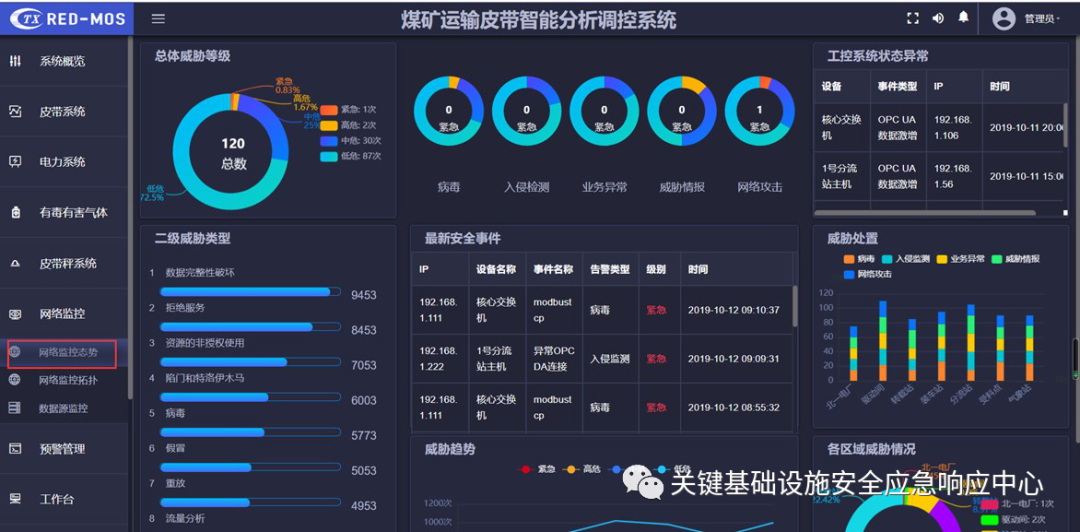 CTX RED-MOS
煤矿运输皮带智能分析调控系统
管理员
系统概览
皮带系统
电力系统
有毒有害气体
皮带秤系统
网络监控
网络监控态势
网络监控拓扑
数据源监控
预警管理
工作台
总体威胁等级
紧急
0.83%
高危
1.67%
中危
25%
低危
72.5%
120
总数
紧急: 1次
高危: 2次
中危: 30次
低危: 87次
0 紧急
0 紧急
0 紧急
0 紧急
1 紧急
病毒 入侵检测 业务异常 威胁情报 网络攻击
工控系统状态异常
设备 事件类型 IP 时间
核心交换机 OPC UA 数据激增 192.168.1.106 2019-10-11 20:0
1号分流站主机 OPC UA 数据激增 192.168.1.56 2019-10-11 15:0
二级威胁类型
1 数据完整性破坏
9453
2 拒绝服务
8453
3 资源的非授权使用
7053
4 陷门和特洛伊木马
6003
5 病毒
5773
6 假冒
5053
7 重放
4953
8 流量分析
最新安全事件
IP 设备名称 事件名称 告警类型 级别 时间
192.168.1.111 核心交换机 modbustcp 病毒 紧急 2019-10-12 09:10:37
192.168.1.222 1号分流站主机 异常OPC DA连接 入侵监测 紧急 2019-10-12 09:09:31
192.168.1.111 核心交换机 modbustcp 病毒 紧急 2019-10-12 08:55:32
威胁处置
病毒 入侵监测 业务异常 威胁情报
网络攻击
120
100
80
60
40
20
0
北一电厂 驱动间 转载站 装车站 分流站 受料点 气象站
威胁趋势
紧急 高危 低危
1200次
1000次
各区域威胁情况
北一电厂
北一电厂: 1次
驱动间: 2次
关键基础设施安全应急响应中心